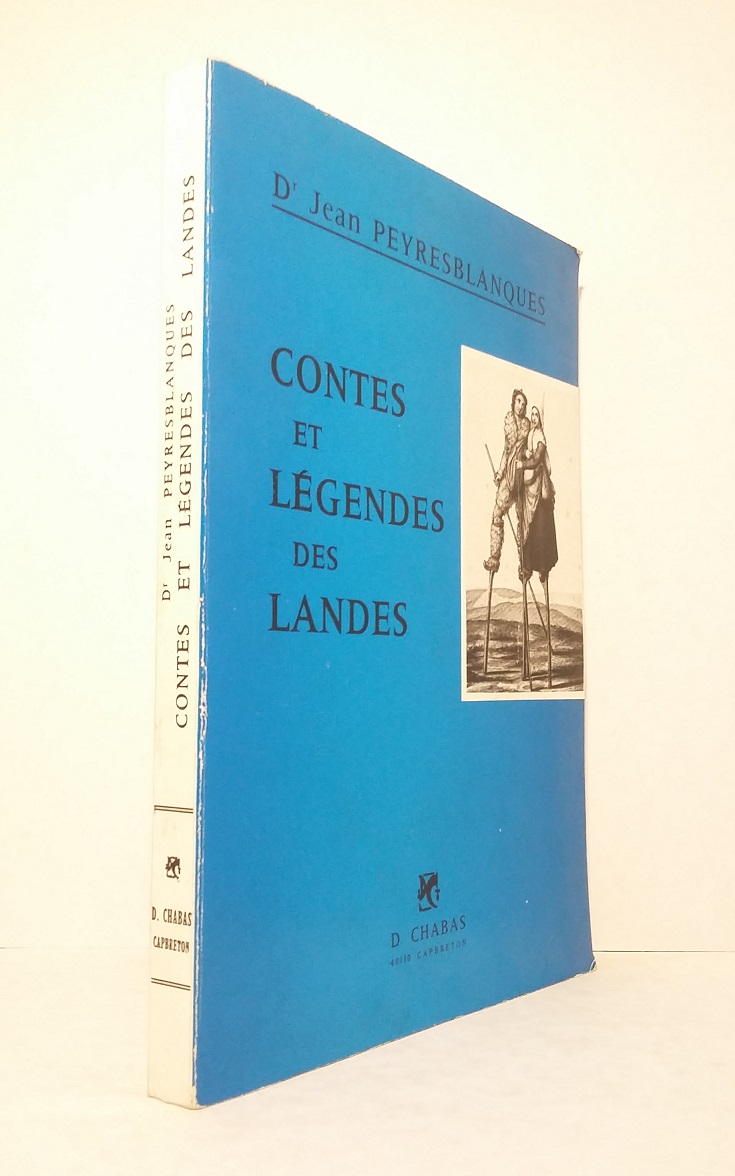 Dr Jean PEYRESBLANQUES
CONTES ET LÉGENDES DES LANDES
D. CHABAS
CAPBRETON
Dr Jean PEYRESBLANQUES
CONTES
ET
LÉGENDES
DES
LANDES
D. CHABAS
40130 CAPBRETON